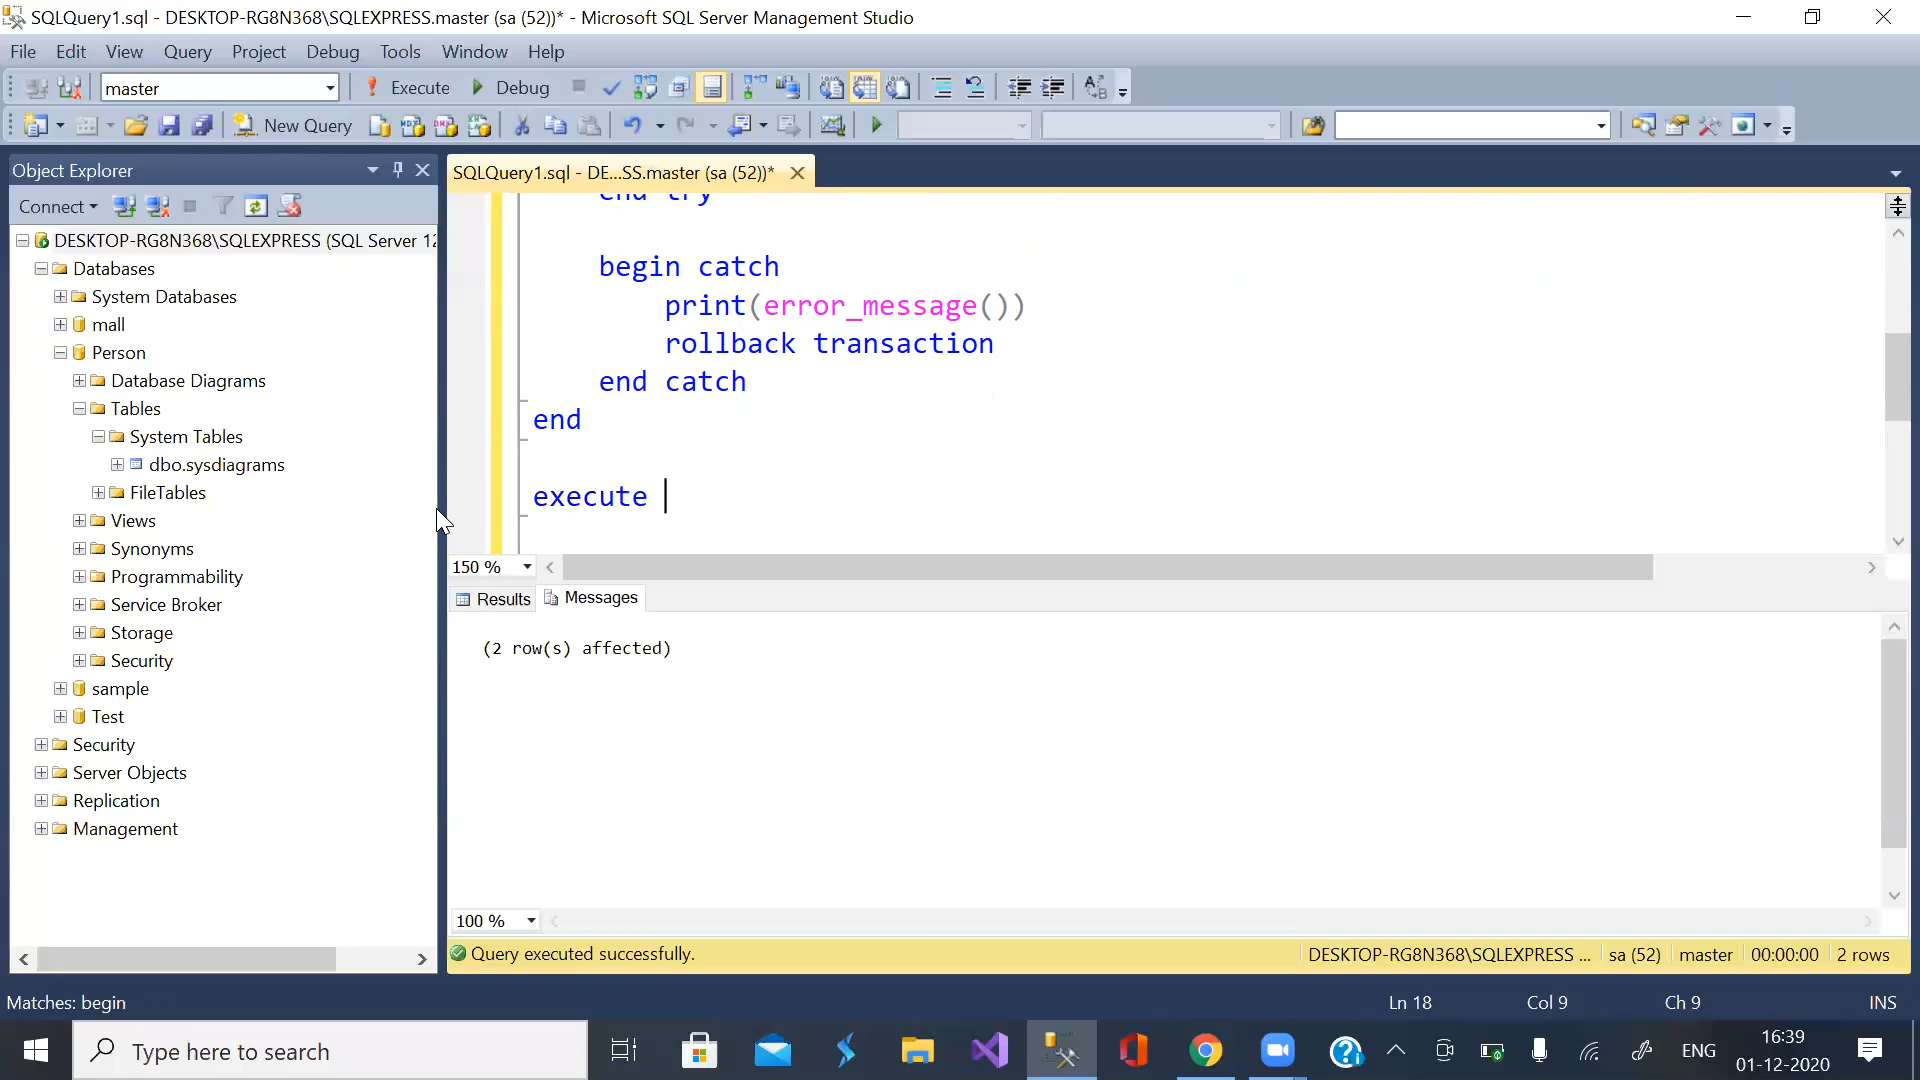 SQLQuery1.sql - DESKTOP-RG8N368\SQLEXPRESS.master (sa (52))* - Microsoft SQL Server Management Studio
File Edit View Query Project Debug Tools Window Help
master Execute Debug
New Query
Object Explorer
SQLQuery1.sql - DE...SS.master (sa (52))*
Connect
DESKTOP-RG8N368\SQLEXPRESS (SQL Server 12
Databases
System Databases
mall
Person
Database Diagrams
Tables
System Tables
dbo.sysdiagrams
FileTables
Views
Synonyms
Programmability
Service Broker
Storage
Security
sample
Test
Security
Server Objects
Replication
Management
end try
begin catch
print(error_message())
rollback transaction
end catch
end
execute
150 %
Results Messages
(2 row(s) affected)
100 %
Query executed successfully. DESKTOP-RG8N368\SQLEXPRESS ... sa (52) master 00:00:00 2 rows
Matches: begin Ln 18 Col 9 Ch 9 INS
Type here to search
ENG
16:39
01-12-2020